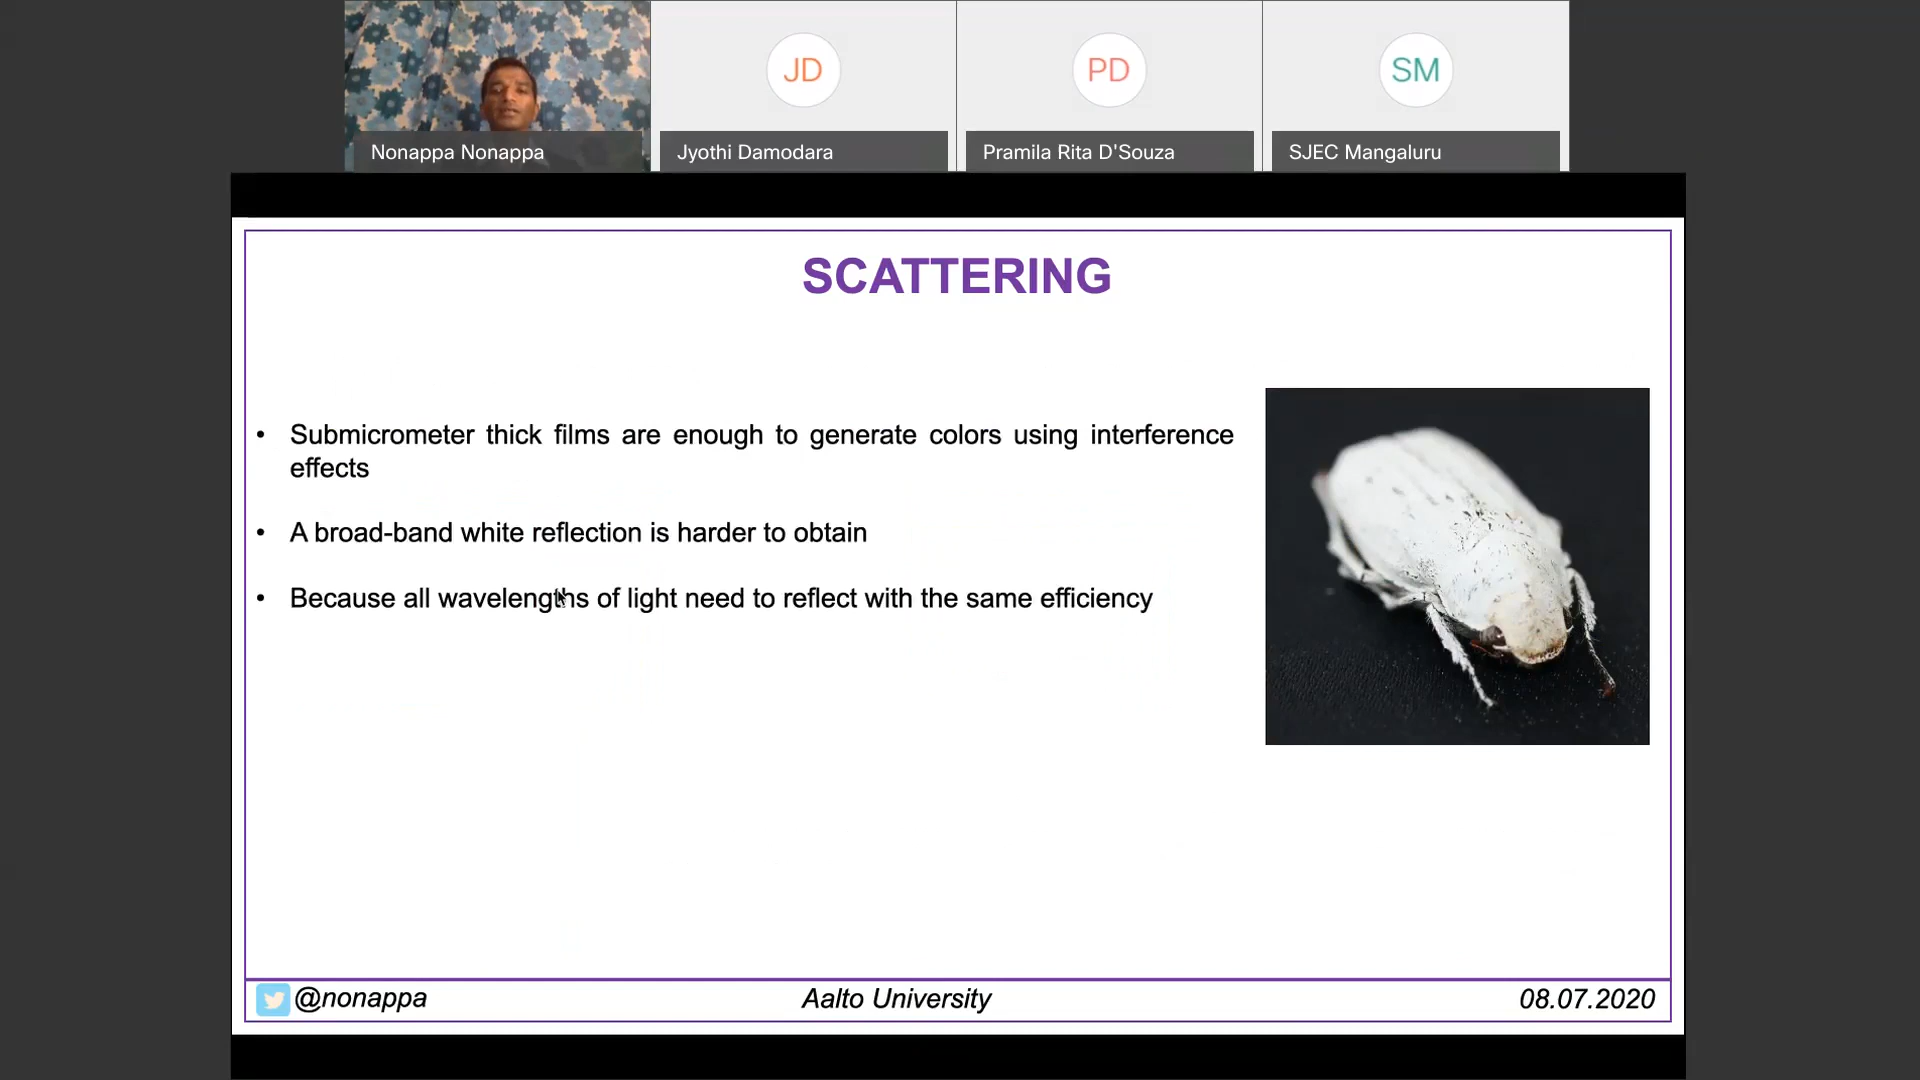 JD
PD
SM
Nonappa Nonappa
Jyothi Damodara
Pramila Rita D'Souza
SJEC Mangaluru
SCATTERING
• Submicrometer thick films are enough to generate colors using interference
effects
• A broad-band white reflection is harder to obtain
• Because all wavelengths of light need to reflect with the same efficiency
@nonappa
Aalto University
08.07.2020